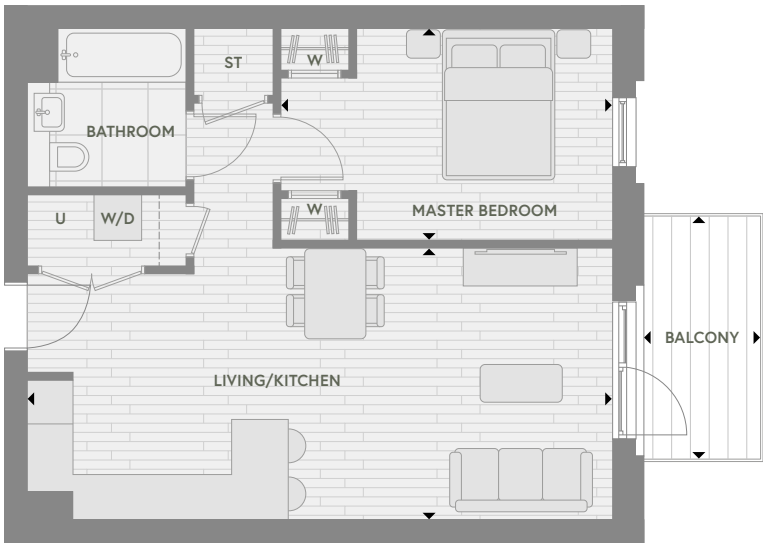 ST
W
BATHROOM
U
W/D
W
MASTER BEDROOM
BALCONY
LIVING/KITCHEN